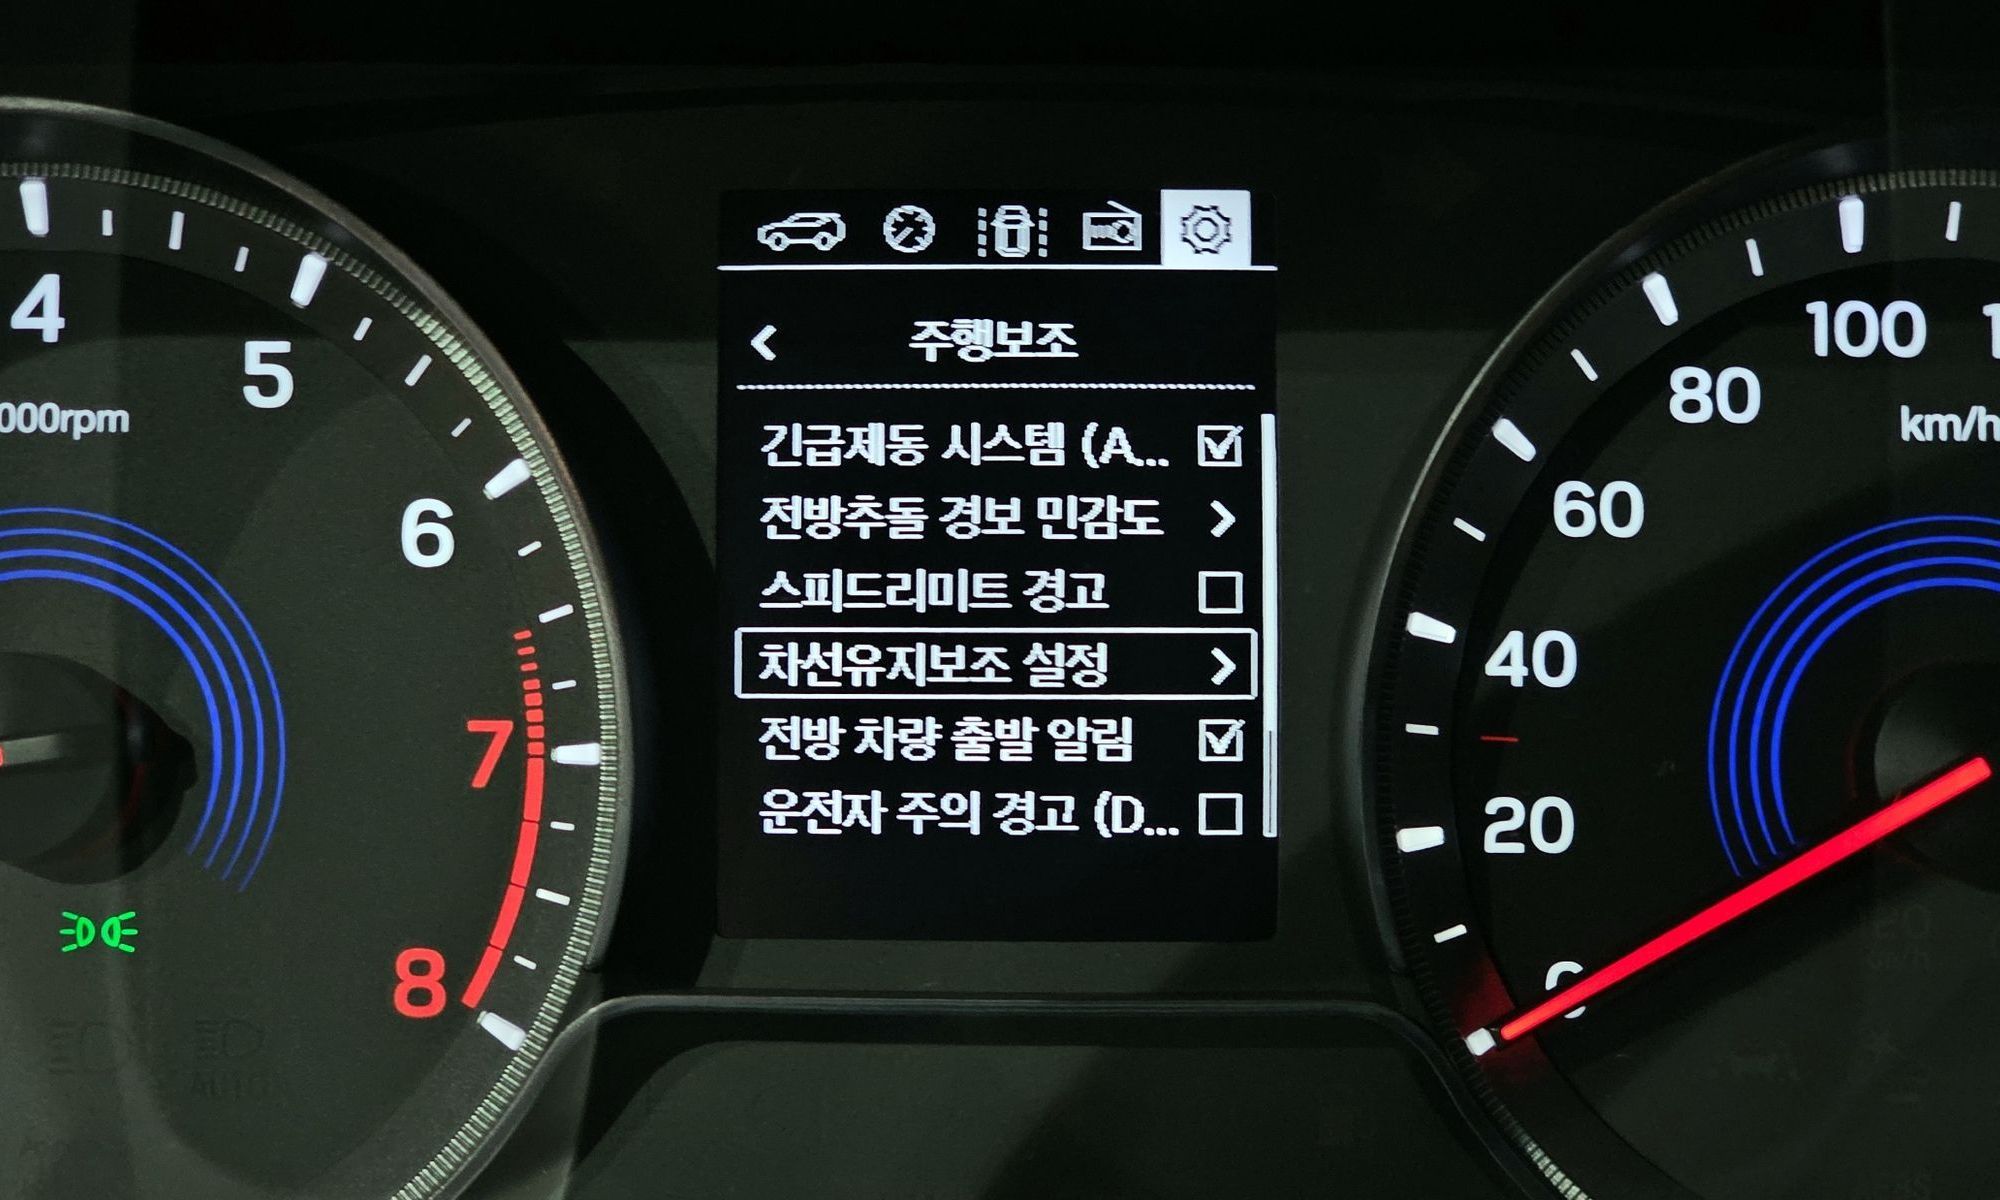 주행보조
긴급제동 시스템 (A...
전방추돌 경보 민감도
스피드리미트 경고
차선유지보조 설정
전방 차량 출발 알림
운전자 주의 경고 (D...
4
5
6
7
8
000rpm
100
80
60
40
20
0
km/h